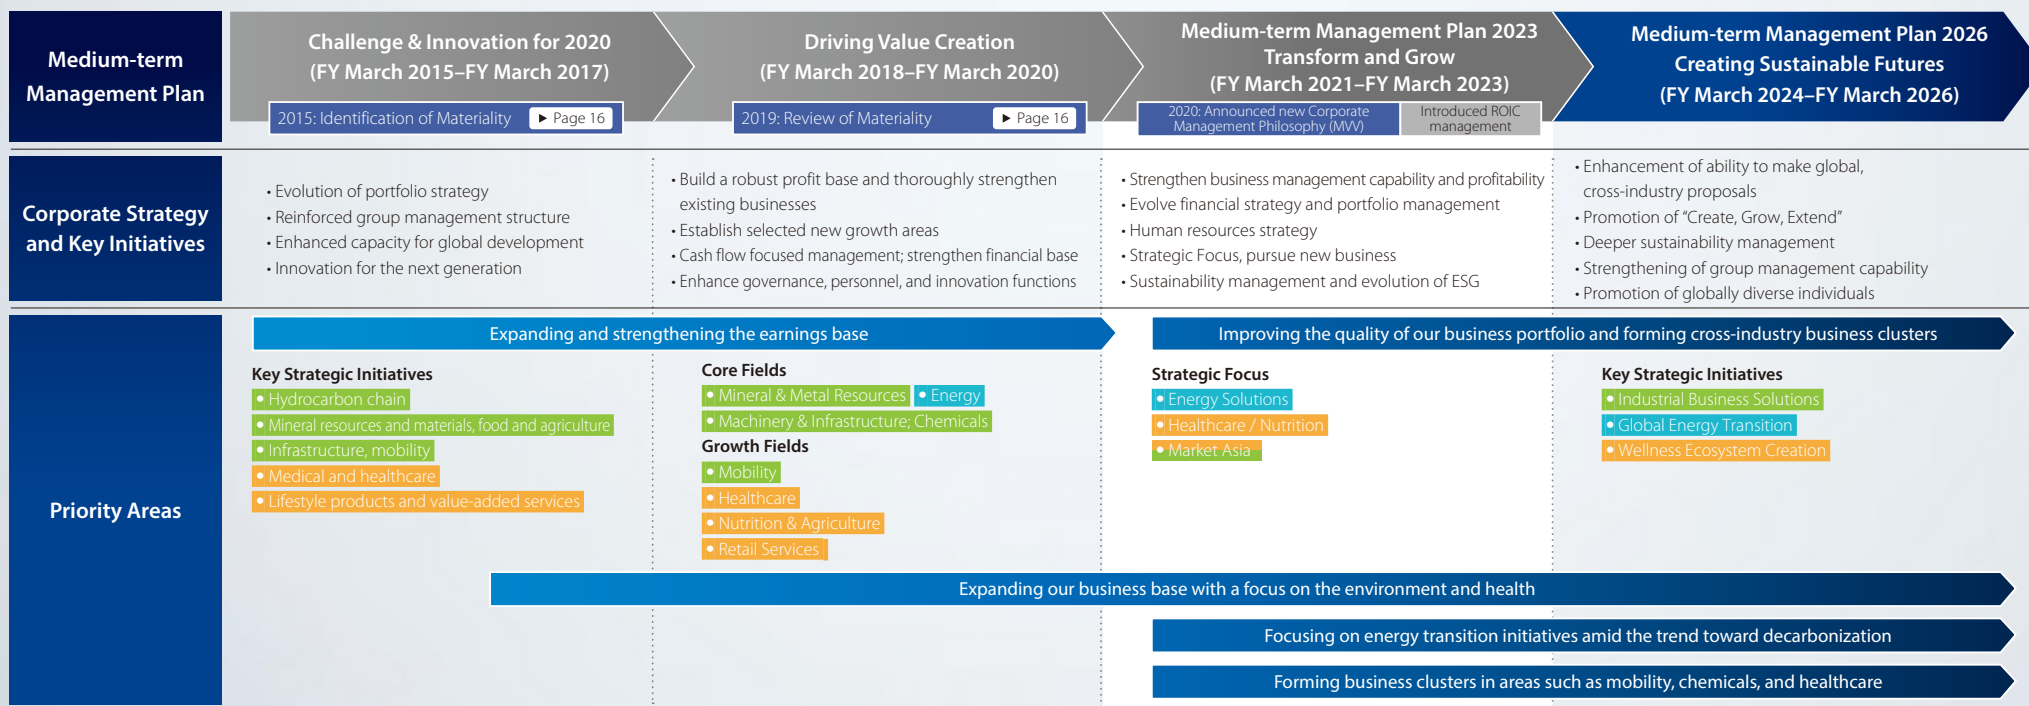 Medium-term
Management Plan
Challenge & Innovation for 2020
(FY March 2015–FY March 2017)
2015: Identification of Materiality
▶ Page 16
Driving Value Creation
(FY March 2018–FY March 2020)
2019: Review of Materiality
▶ Page 16
Medium-term Management Plan 2023
Transform and Grow
(FY March 2021–FY March 2023)
2020: Announced new Corporate
Management Philosophy (MVV)
Introduced ROIC
management
Medium-term Management Plan 2026
Creating Sustainable Futures
(FY March 2024–FY March 2026)
Corporate Strategy
and Key Initiatives
• Evolution of portfolio strategy
• Reinforced group management structure
• Enhanced capacity for global development
• Innovation for the next generation
• Build a robust profit base and thoroughly strengthen
existing businesses
• Establish selected new growth areas
• Cash flow focused management; strengthen financial base
• Enhance governance, personnel, and innovation functions
• Strengthen business management capability and profitability
• Evolve financial strategy and portfolio management
• Human resources strategy
• Strategic Focus, pursue new business
• Sustainability management and evolution of ESG
• Enhancement of ability to make global,
cross-industry proposals
• Promotion of “Create, Grow, Extend”
• Deeper sustainability management
• Strengthening of group management capability
• Promotion of globally diverse individuals
Priority Areas
Expanding and strengthening the earnings base
Improving the quality of our business portfolio and forming cross-industry business clusters
Key Strategic Initiatives
• Hydrocarbon chain
• Mineral resources and materials, food and agriculture
• Infrastructure, mobility
• Medical and healthcare
• Lifestyle products and value-added services
Core Fields
• Mineral & Metal Resources
• Energy
• Machinery & Infrastructure; Chemicals
Growth Fields
• Mobility
• Healthcare
• Nutrition & Agriculture
• Retail Services
Strategic Focus
• Energy Solutions
• Healthcare / Nutrition
• Market Asia
Key Strategic Initiatives
• Industrial Business Solutions
• Global Energy Transition
• Wellness Ecosystem Creation
Expanding our business base with a focus on the environment and health
Focusing on energy transition initiatives amid the trend toward decarbonization
Forming business clusters in areas such as mobility, chemicals, and healthcare